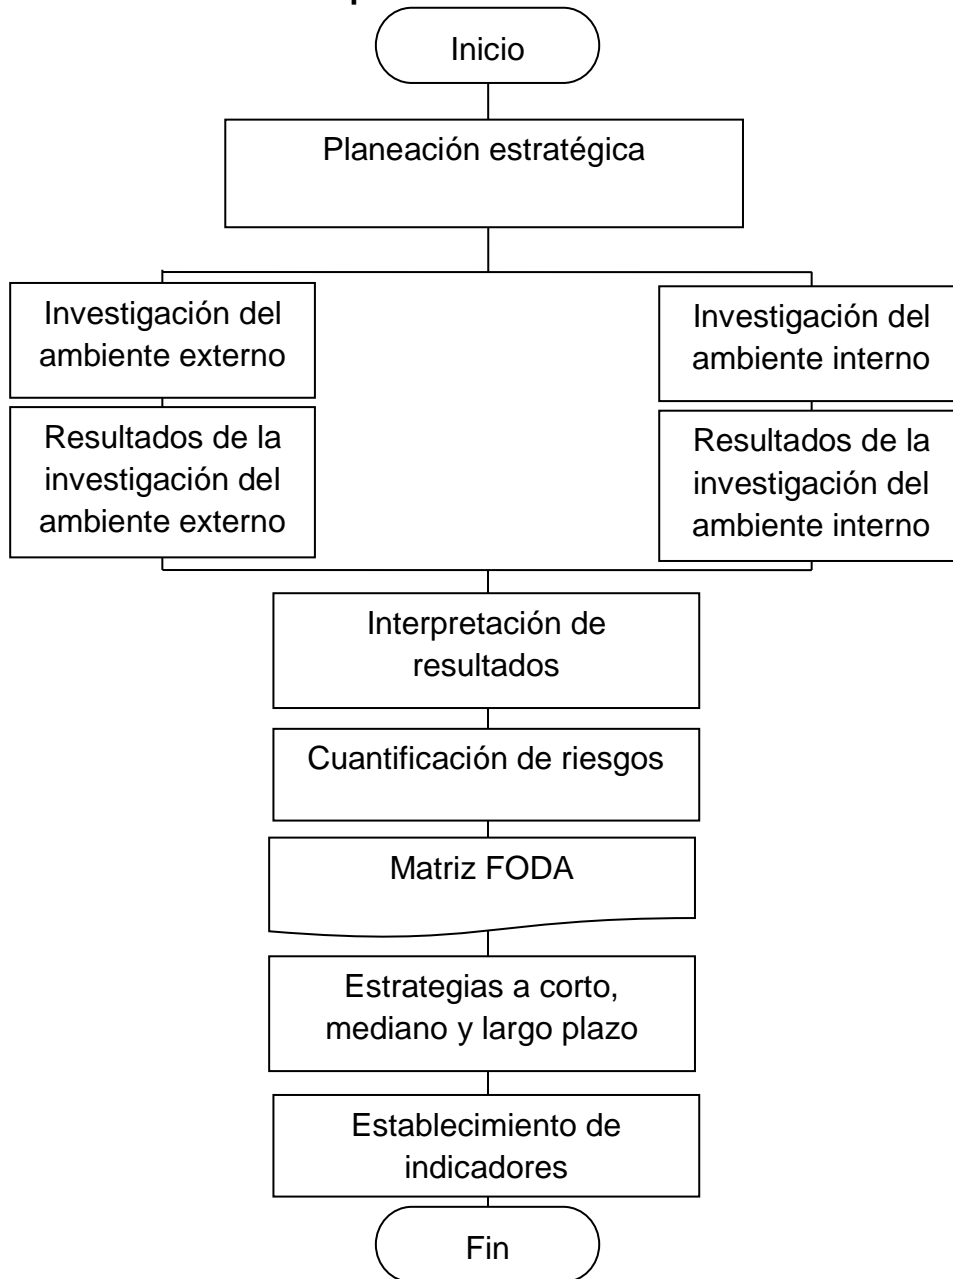 Inicio
Planeación estratégica
Investigación del
ambiente externo
Investigación del
ambiente interno
Resultados de la
investigación del
ambiente externo
Resultados de la
investigación del
ambiente interno
Interpretación de
resultados
Cuantificación de riesgos
Matriz FODA
Estrategias a corto,
mediano y largo plazo
Establecimiento de
indicadores
Fin